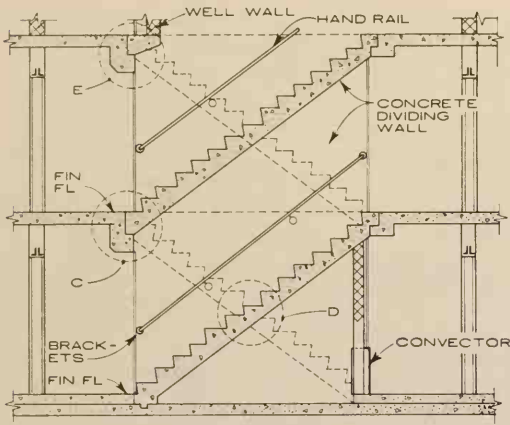 WELL WALL
HAND RAIL
E
CONCRETE
DIVIDING
WALL
FIN
FL
C
D
BRACK-
ETS
CONVECTOR
FIN FL